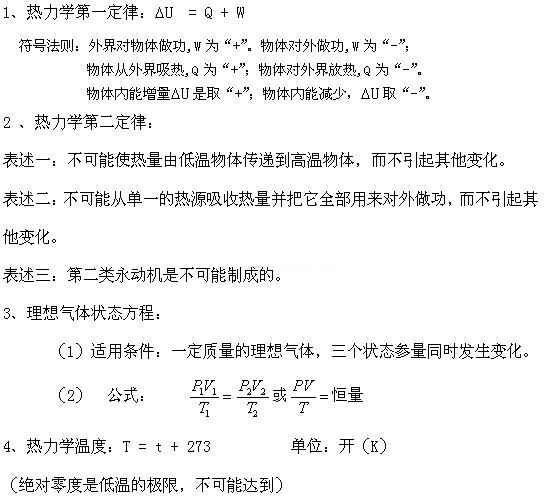 1、热力学第一定律：ΔU = Q + W
符号法则：外界对物体做功,W为“+”。物体对外做功,W为“-”；
物体从外界吸热,Q为“+”；物体对外界放热,Q为“-”。
物体内能增量ΔU是取“+”；物体内能减少，ΔU取“-”。
2 、热力学第二定律：
表述一：不可能使热量由低温物体传递到高温物体，而不引起其他变化。
表述二：不可能从单一的热源吸收热量并把它全部用来对外做功，而不引起其
他变化。
表述三：第二类永动机是不可能制成的。
3、理想气体状态方程：
（1）适用条件：一定质量的理想气体，三个状态参量同时发生变化。
（2） 公式： P₁V₁/T₁ = P₂V₂/T₂ 或 PV/T = 恒量
4、热力学温度：T = t + 273 单位：开（K）
（绝对零度是低温的极限，不可能达到）